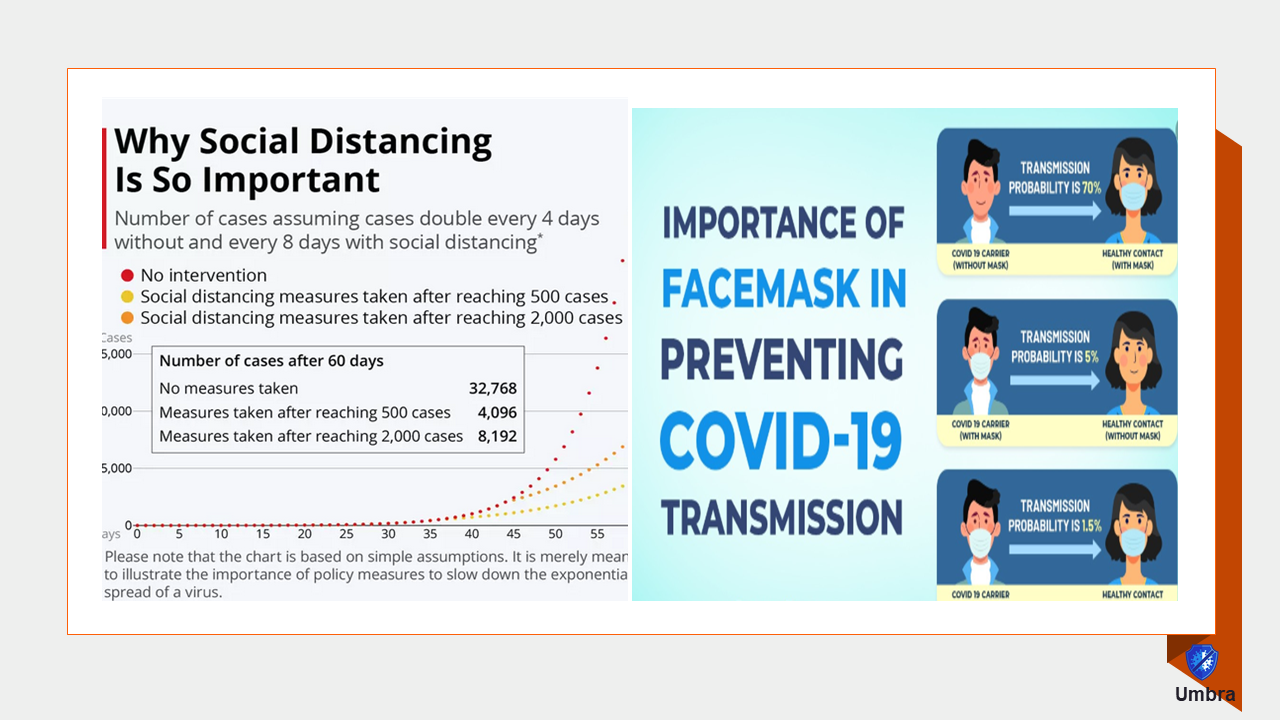 Why Social Distancing
Is So Important
Number of cases assuming cases double every 4 days
without and every 8 days with social distancing*
No intervention
Social distancing measures taken after reaching 500 cases
Social distancing measures taken after reaching 2,000 cases
Cases
5,000
Number of cases after 60 days
No measures taken 32,768
0,000
Measures taken after reaching 500 cases 4,096
Measures taken after reaching 2,000 cases 8,192
5,000
0
ays 0 5 10 15 20 25 30 35 40 45 50 55
Please note that the chart is based on simple assumptions. It is merely mean
to illustrate the importance of policy measures to slow down the exponentia
spread of a virus.
IMPORTANCE OF
FACEMASK IN
PREVENTING
COVID-19
TRANSMISSION
TRANSMISSION
PROBABILITY IS 70%
COVID 19 CARRIER
(WITHOUT MASK)
HEALTHY CONTACT
(WITH MASK)
TRANSMISSION
PROBABILITY IS 5%
COVID 19 CARRIER
(WITH MASK)
HEALTHY CONTACT
(WITHOUT MASK)
TRANSMISSION
PROBABILITY IS 1.5%
COVID 19 CARRIER
HEALTHY CONTACT
Umbra